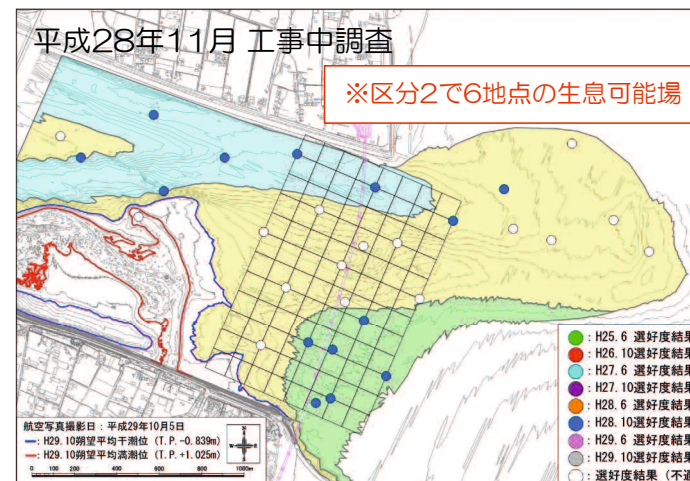 平成28年11月 工事中調査
※区分2で6地点の生息可能場
: H25.6 選好度結果
: H26.10選好度結果
: H27.6 選好度結果
: H27.10選好度結果
: H28.6 選好度結果
: H28.10選好度結果
: H29.6 選好度結果
: H29.10選好度結果
: 選好度結果（不適
航空写真撮影日：平成29年10月5日
: H29.10朔望平均干潮位（T.P.-0.839m）
: H29.10朔望平均満潮位（T.P.+1.025m）
0 100 200 400 600 800 1000m